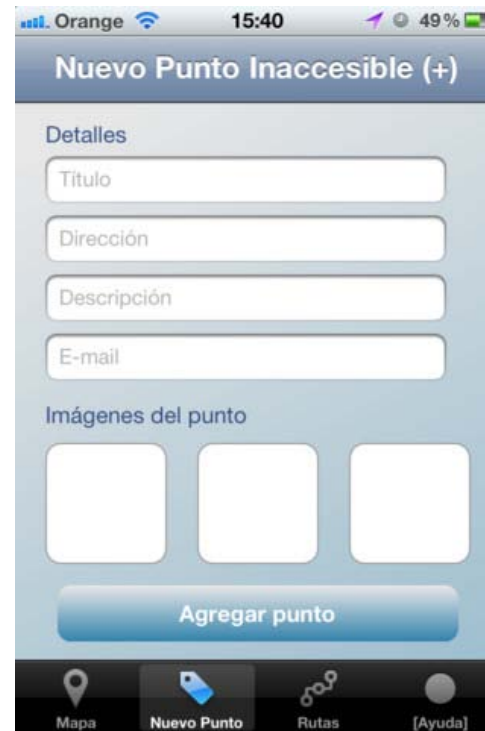 Orange 15:40 49 %
Nuevo Punto Inaccesible (+)
Detalles
Título
Dirección
Descripción
E-mail
Imágenes del punto
Agregar punto
Mapa Nuevo Punto Rutas [Ayuda]